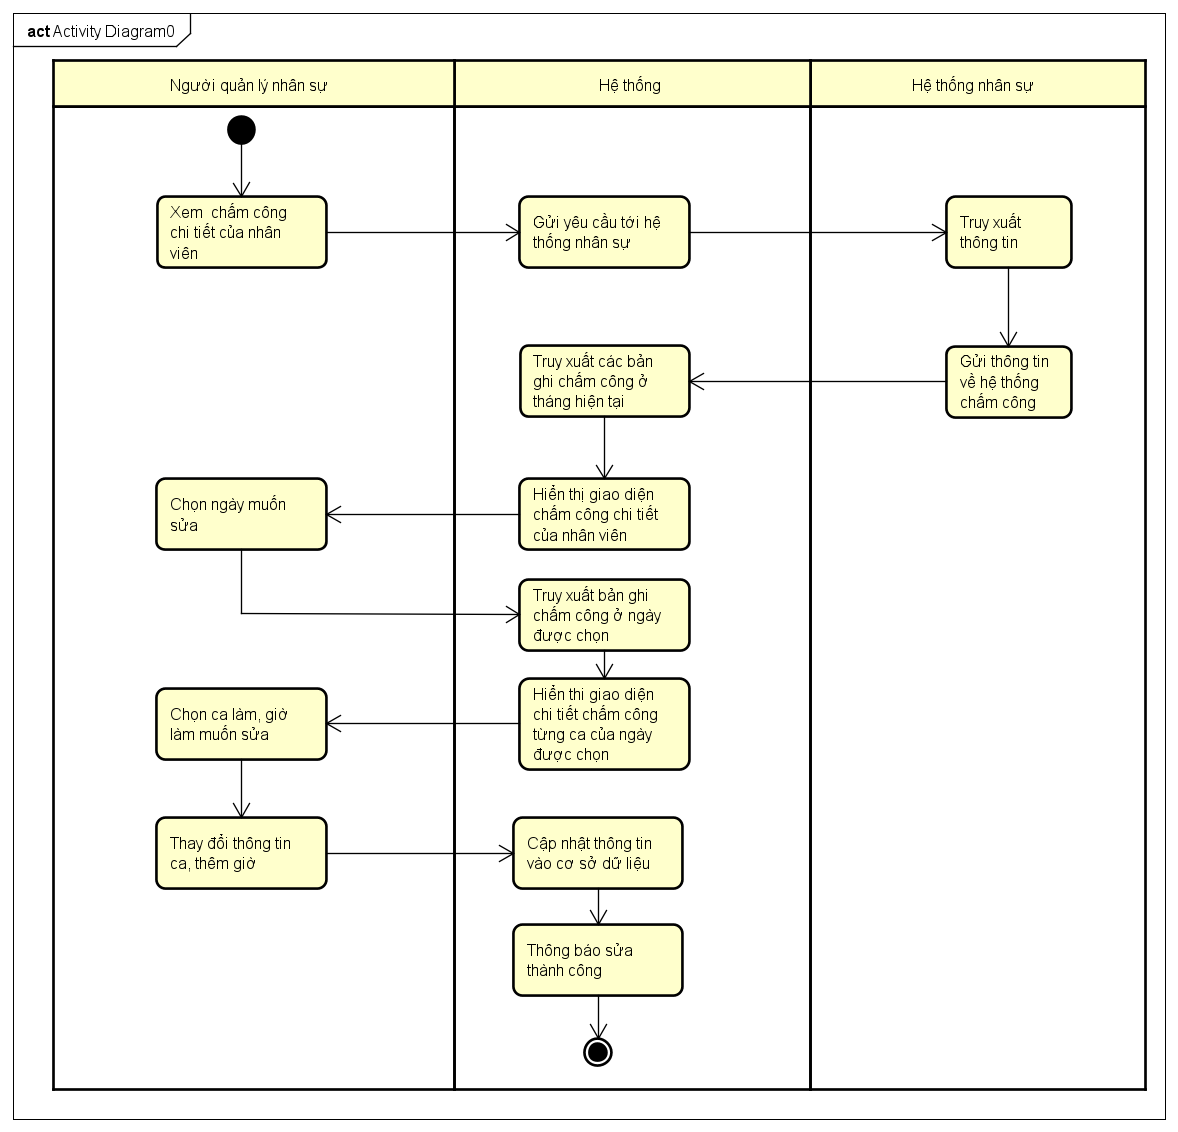 act Activity Diagram0
Người quản lý nhân sự
Hệ thống
Hệ thống nhân sự
Xem  chấm công
chi tiết của nhân
viên
Gửi yêu cầu tới hệ
thống nhân sự
Truy xuất
thông tin
Truy xuất các bản
ghi chấm công ở
tháng hiện tại
Gửi thông tin
về hệ thống
chấm công
Chọn ngày muốn
sửa
Hiển thị giao diện
chấm công chi tiết
của nhân viên
Truy xuất bản ghi
chấm công ở ngày
được chọn
Chọn ca làm, giờ
làm muốn sửa
Hiển thi giao diện
chi tiết chấm công
từng ca của ngày
được chọn
Thay đổi thông tin
ca, thêm giờ
Cập nhật thông tin
vào cơ sở dữ liệu
Thông báo sửa
thành công